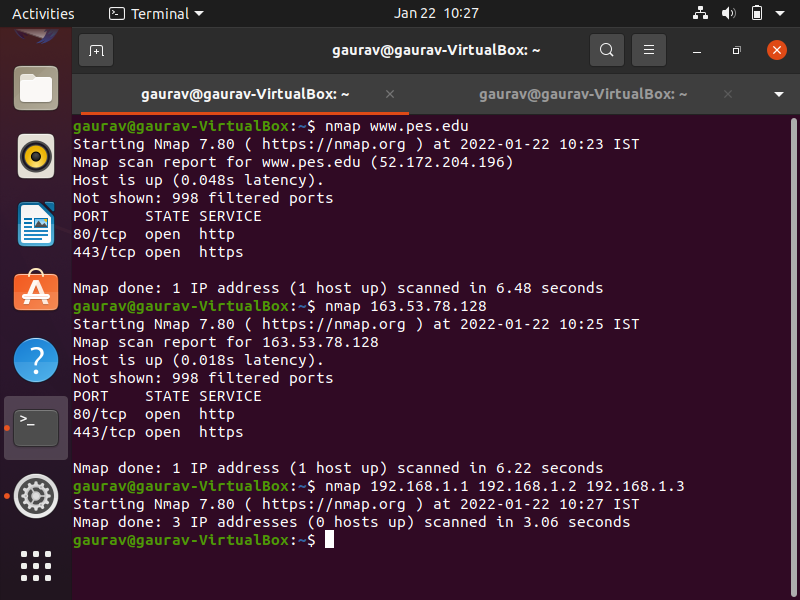 Activities
Terminal
Jan 22 10:27
gaurav@gaurav-VirtualBox: ~
gaurav@gaurav-VirtualBox: ~
gaurav@gaurav-VirtualBox: ~
gaurav@gaurav-VirtualBox:~$ nmap www.pes.edu
Starting Nmap 7.80 ( https://nmap.org ) at 2022-01-22 10:23 IST
Nmap scan report for www.pes.edu (52.172.204.196)
Host is up (0.048s latency).
Not shown: 998 filtered ports
PORT    STATE SERVICE
80/tcp  open  http
443/tcp open  https
Nmap done: 1 IP address (1 host up) scanned in 6.48 seconds
gaurav@gaurav-VirtualBox:~$ nmap 163.53.78.128
Starting Nmap 7.80 ( https://nmap.org ) at 2022-01-22 10:25 IST
Nmap scan report for 163.53.78.128
Host is up (0.018s latency).
Not shown: 998 filtered ports
PORT    STATE SERVICE
80/tcp  open  http
443/tcp open  https
Nmap done: 1 IP address (1 host up) scanned in 6.22 seconds
gaurav@gaurav-VirtualBox:~$ nmap 192.168.1.1 192.168.1.2 192.168.1.3
Starting Nmap 7.80 ( https://nmap.org ) at 2022-01-22 10:27 IST
Nmap done: 3 IP addresses (0 hosts up) scanned in 3.06 seconds
gaurav@gaurav-VirtualBox:~$